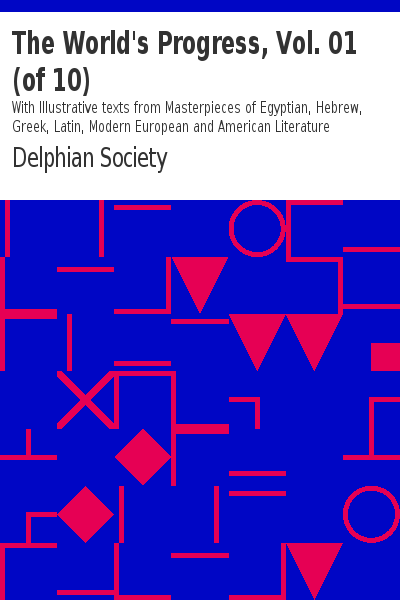 The World's Progress, Vol. 01
(of 10)
With Illustrative texts from Masterpieces of Egyptian, Hebrew,
Greek, Latin, Modern European and American Literature
Delphian Society